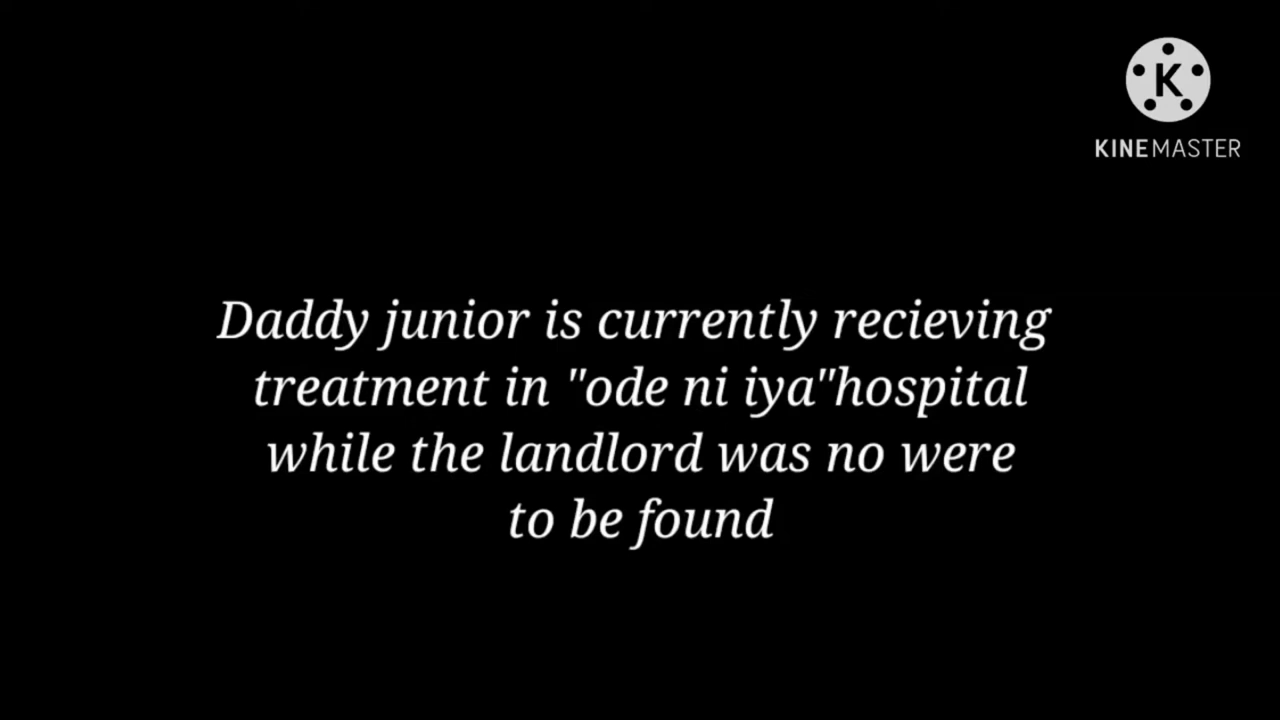 K
KINEMASTER
Daddy junior is currently recieving
treatment in "ode ni iya"hospital
while the landlord was no were
to be found